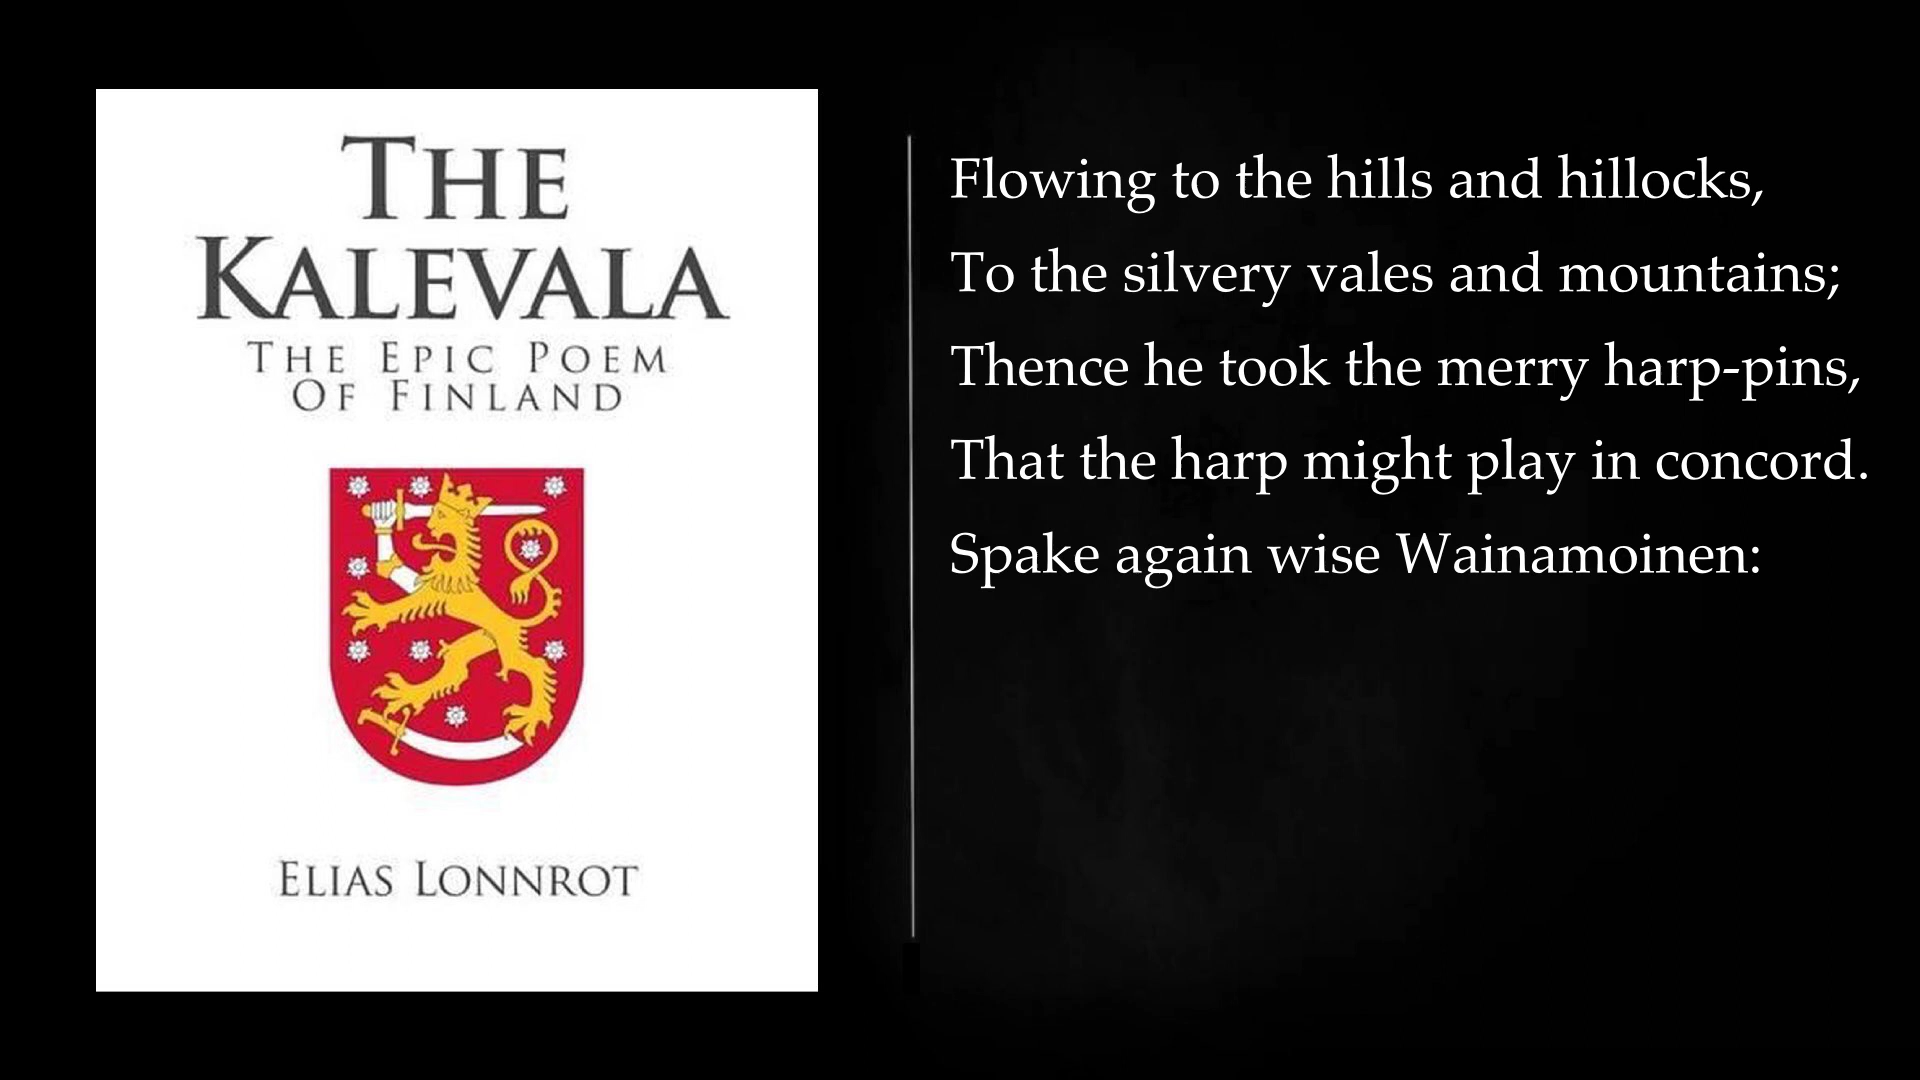 THE
KALEVALA
THE EPIC POEM
OF FINLAND
ELIAS LONNROT
Flowing to the hills and hillocks,
To the silvery vales and mountains;
Thence he took the merry harp-pins,
That the harp might play in concord.
Spake again wise Wainamoinen: